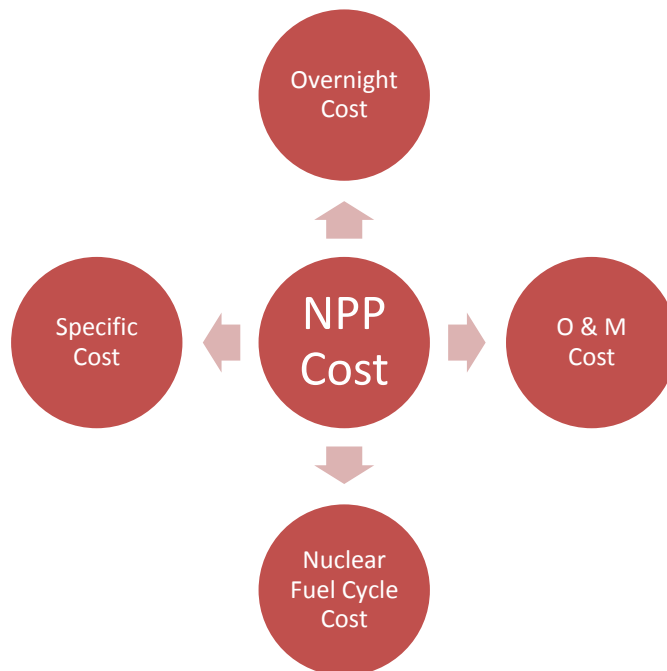 Overnight
Cost
Specific
Cost
NPP
Cost
O & M
Cost
Nuclear
Fuel Cycle
Cost